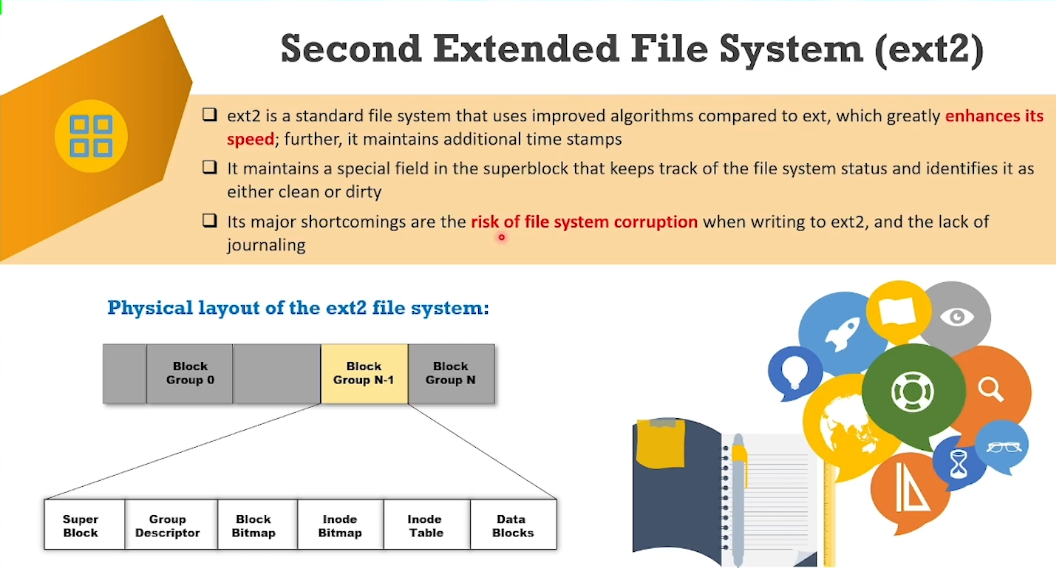 Second Extended File System (ext2)
❑ ext2 is a standard file system that uses improved algorithms compared to ext, which greatly enhances its
speed; further, it maintains additional time stamps
❑ It maintains a special field in the superblock that keeps track of the file system status and identifies it as
either clean or dirty
❑ Its major shortcomings are the risk of file system corruption when writing to ext2, and the lack of
journaling
Physical layout of the ext2 file system:
Block
Group 0
Block
Group N-1
Block
Group N
Super
Block
Group
Descriptor
Block
Bitmap
Inode
Bitmap
Inode
Table
Data
Blocks